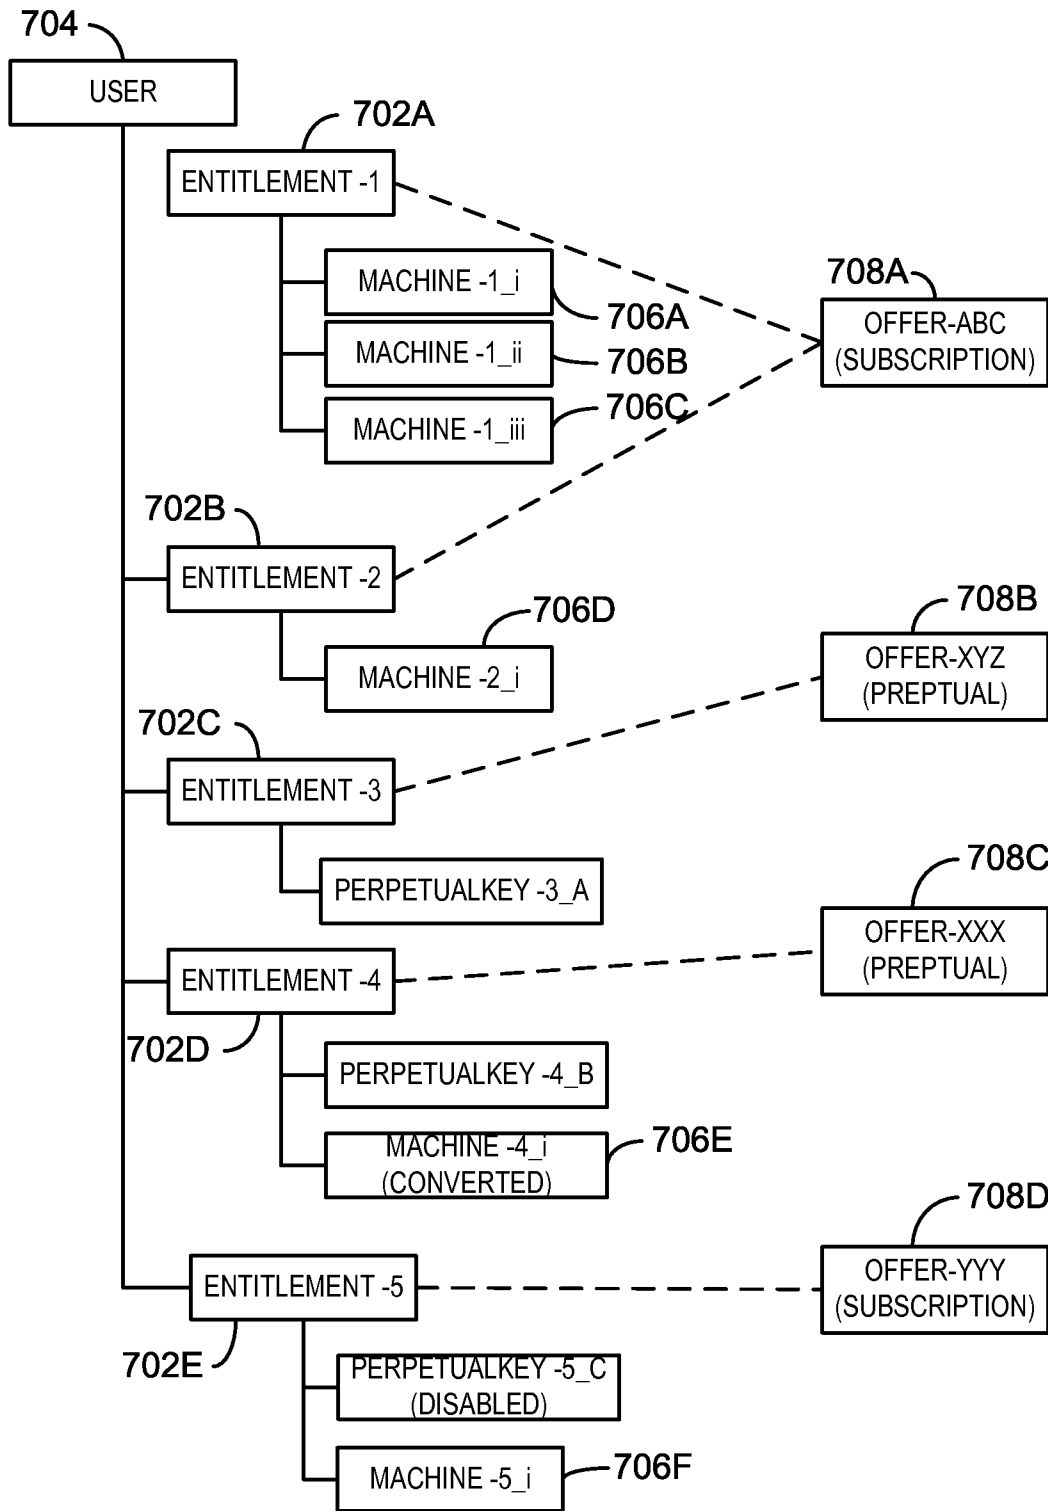 704
USER
702A
ENTITLEMENT -1
MACHINE -1_i
706A
708A
OFFER-ABC
(SUBSCRIPTION)
MACHINE -1_ii
706B
706C
MACHINE -1_iii
702B
ENTITLEMENT -2
706D
MACHINE -2_i
708B
OFFER-XYZ
(PREPTUAL)
702C
ENTITLEMENT -3
PERPETUALKEY -3_A
708C
OFFER-XXX
(PREPTUAL)
ENTITLEMENT -4
702D
PERPETUALKEY -4_B
MACHINE -4_i
(CONVERTED)
706E
708D
OFFER-YYY
(SUBSCRIPTION)
ENTITLEMENT -5
702E
PERPETUALKEY -5_C
(DISABLED)
MACHINE -5_i
706F